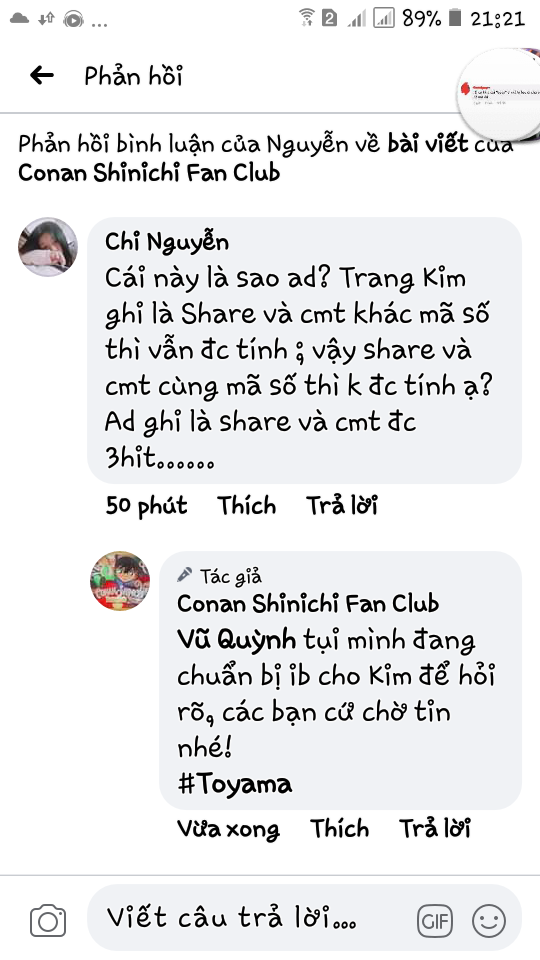 ... 2 89% 21:21
Phản hồi
Phản hồi bình luận của Nguyễn về bài viết của
Conan Shinichi Fan Club
Chi Nguyễn
Cái này là sao ad? Trang Kim
ghi là Share và cmt khác mã số
thì vẫn đc tính ; vậy share và
cmt cùng mã số thì k đc tính ạ?
Ad ghi là share và cmt đc
3hit......
50 phút Thích Trả lời
Tác giả
Conan Shinichi Fan Club
Vũ Quỳnh tụi mình đang
chuẩn bị ib cho Kim để hỏi
rõ, các bạn cứ chờ tin
nhé!
#Toyama
Vừa xong Thích Trả lời
Viết câu trả lời... GIF